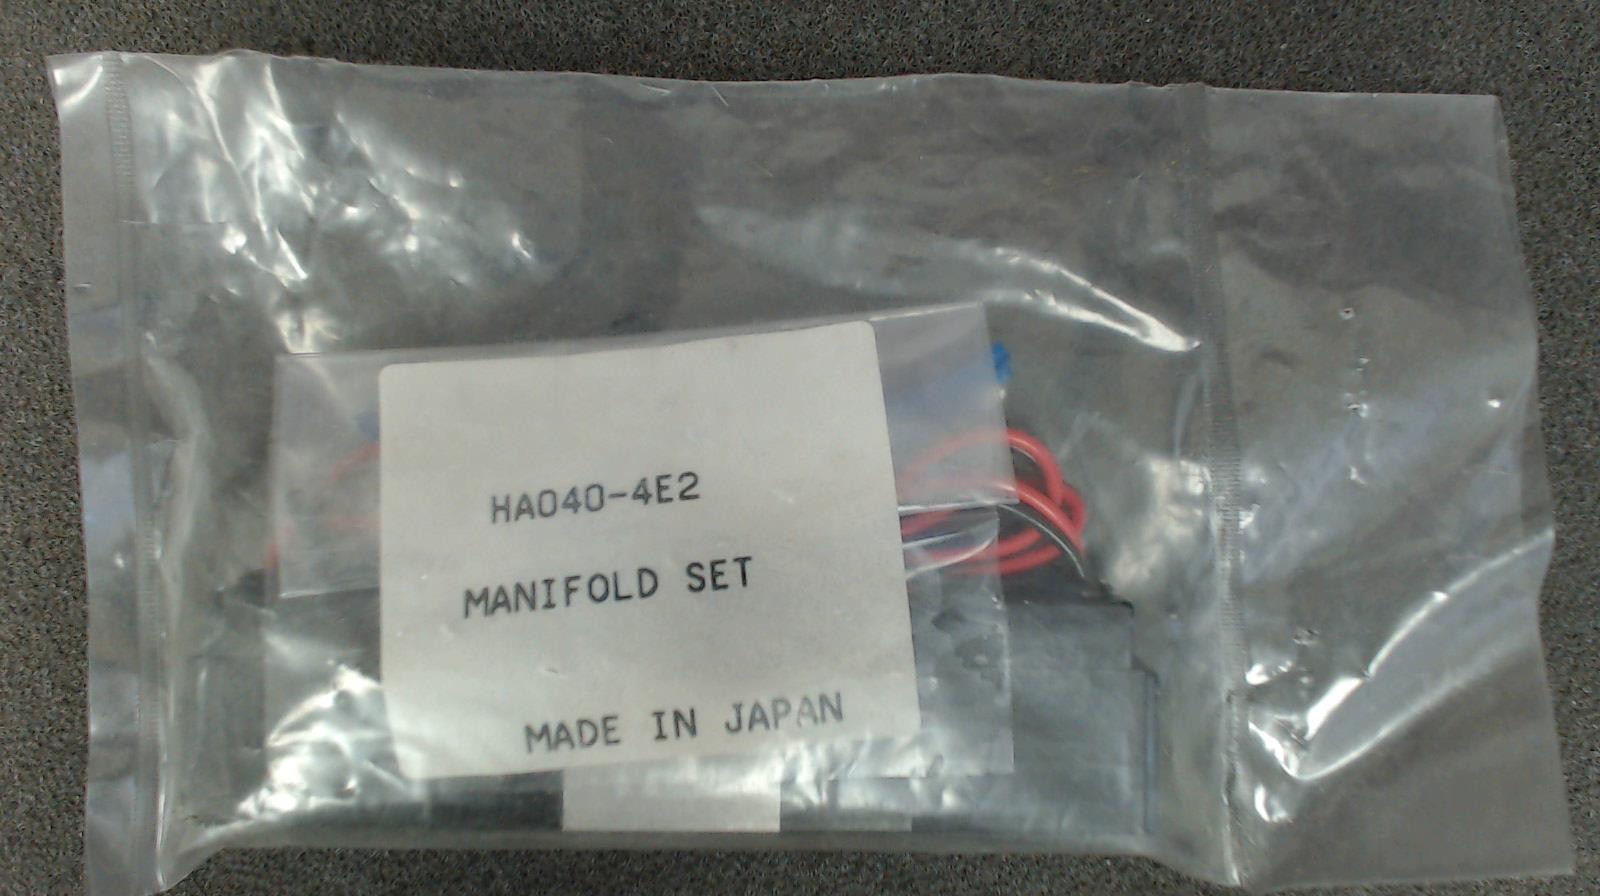 HA040-4E2
MANIFOLD SET
MADE IN JAPAN